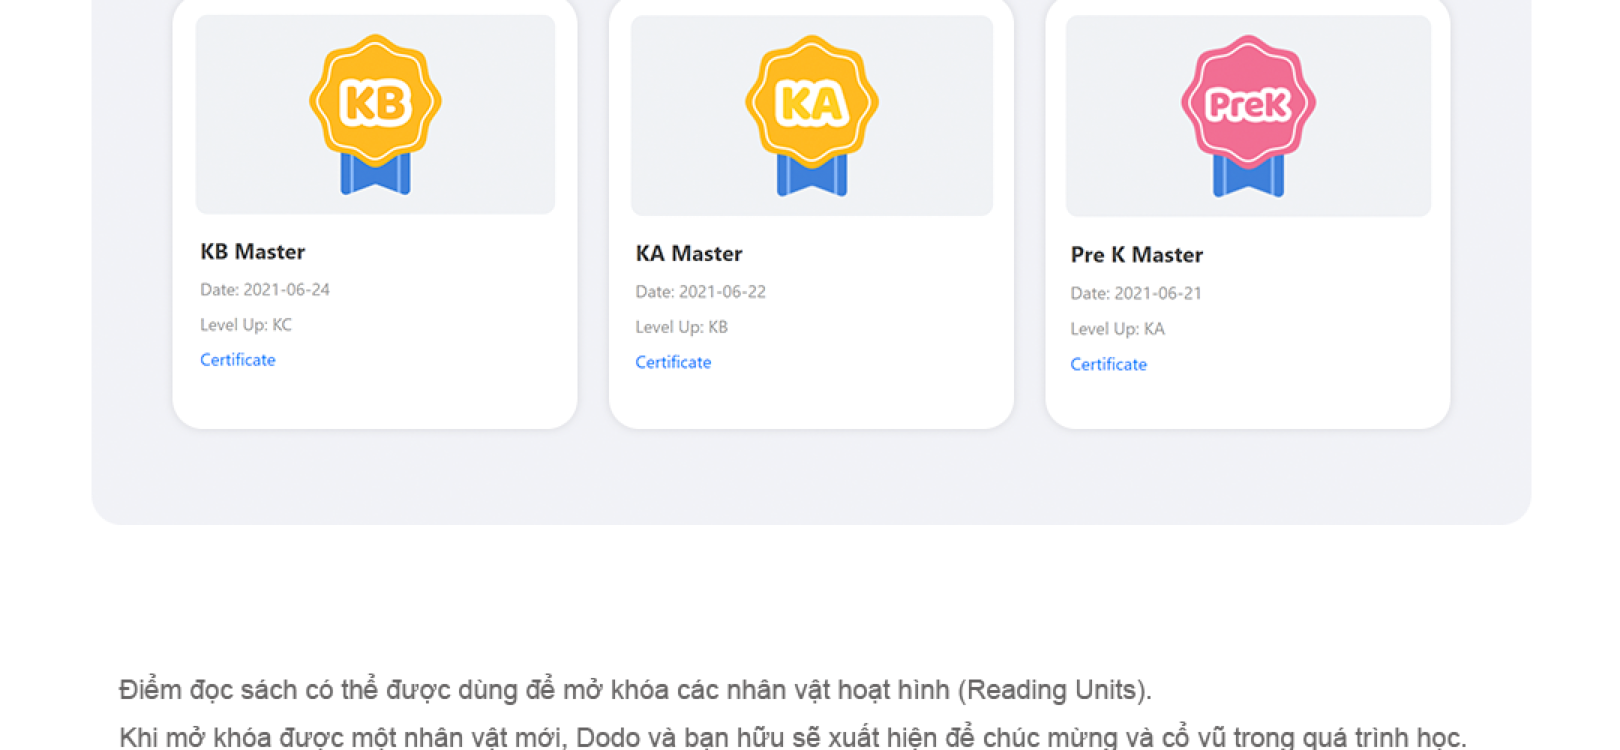 KB
KA
PreK
KB Master
Date: 2021-06-24
Level Up: KC
Certificate
KA Master
Date: 2021-06-22
Level Up: KB
Certificate
Pre K Master
Date: 2021-06-21
Level Up: KA
Certificate
Điểm đọc sách có thể được dùng để mở khóa các nhân vật hoạt hình (Reading Units).
Khi mở khóa được một nhân vật mới, Dodo và bạn hữu sẽ xuất hiện để chúc mừng và cổ vũ trong quá trình học.